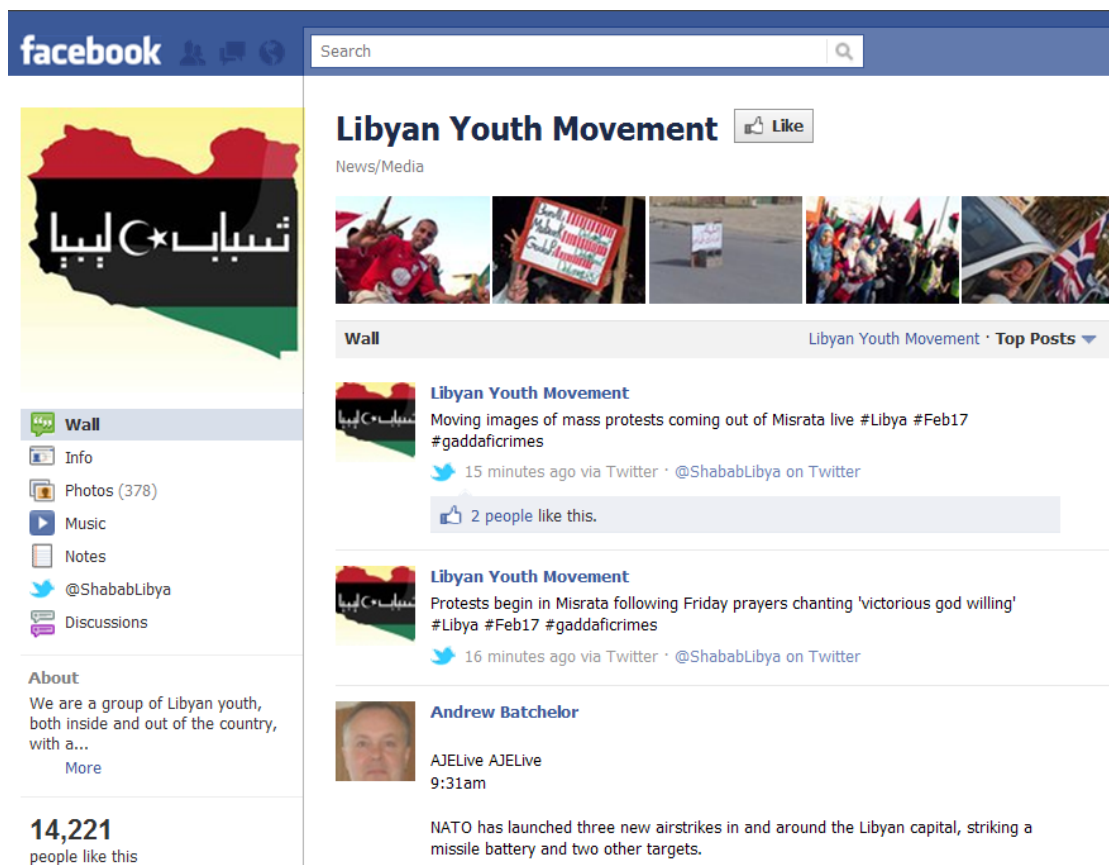 facebook
Search
شباب ليبيا
Libyan Youth Movement
Like
News/Media
Wall
Libyan Youth Movement · Top Posts
Wall
Info
Photos (378)
Music
Notes
@ShababLibya
Discussions
About
We are a group of Libyan youth,
both inside and out of the country,
with a...
More
14,221
people like this
Libyan Youth Movement
Moving images of mass protests coming out of Misrata live #Libya #Feb17
#gaddaficrimes
15 minutes ago via Twitter · @ShababLibya on Twitter
2 people like this.
Libyan Youth Movement
Protests begin in Misrata following Friday prayers chanting 'victorious god willing'
#Libya #Feb17 #gaddaficrimes
16 minutes ago via Twitter · @ShababLibya on Twitter
Andrew Batchelor
AJELive AJELive
9:31am
NATO has launched three new airstrikes in and around the Libyan capital, striking a
missile battery and two other targets.